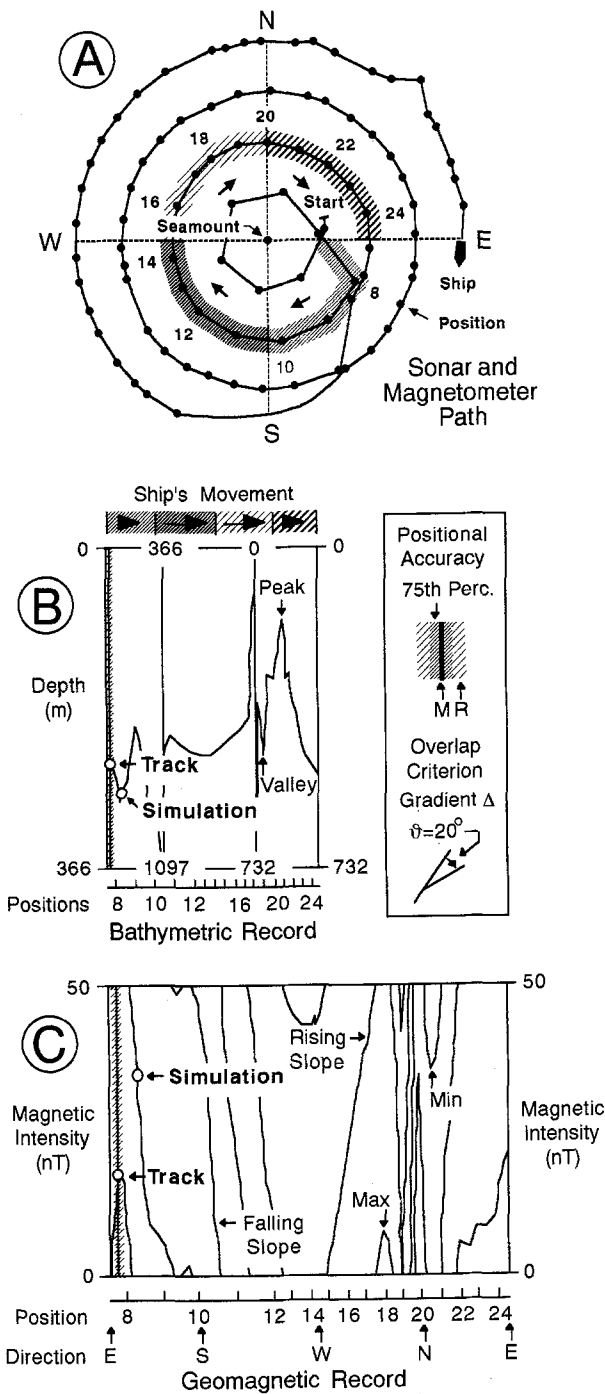 A
N
20
18
22
16
Start
24
Seamount
W
E
14
8
Ship
12
Position
10
Sonar and
Magnetometer
Path
S
Ship's Movement
B
0
366
0
0
Peak
Depth
(m)
Track
Valley
Simulation
366
1097
732
732
Positions 8 10 12 16 20 24
Bathymetric Record
Positional
Accuracy
75th Perc.
M R
Overlap
Criterion
Gradient Δ
ϑ=20°
C
50
50
Rising
Slope
Simulation
Min
Magnetic
Intensity
(nT)
Magnetic
Intensity
(nT)
Track
Max
Falling
Slope
0
0
Position 8 10 12 14 16 18 20 22 24
Direction E S W N E
Geomagnetic Record